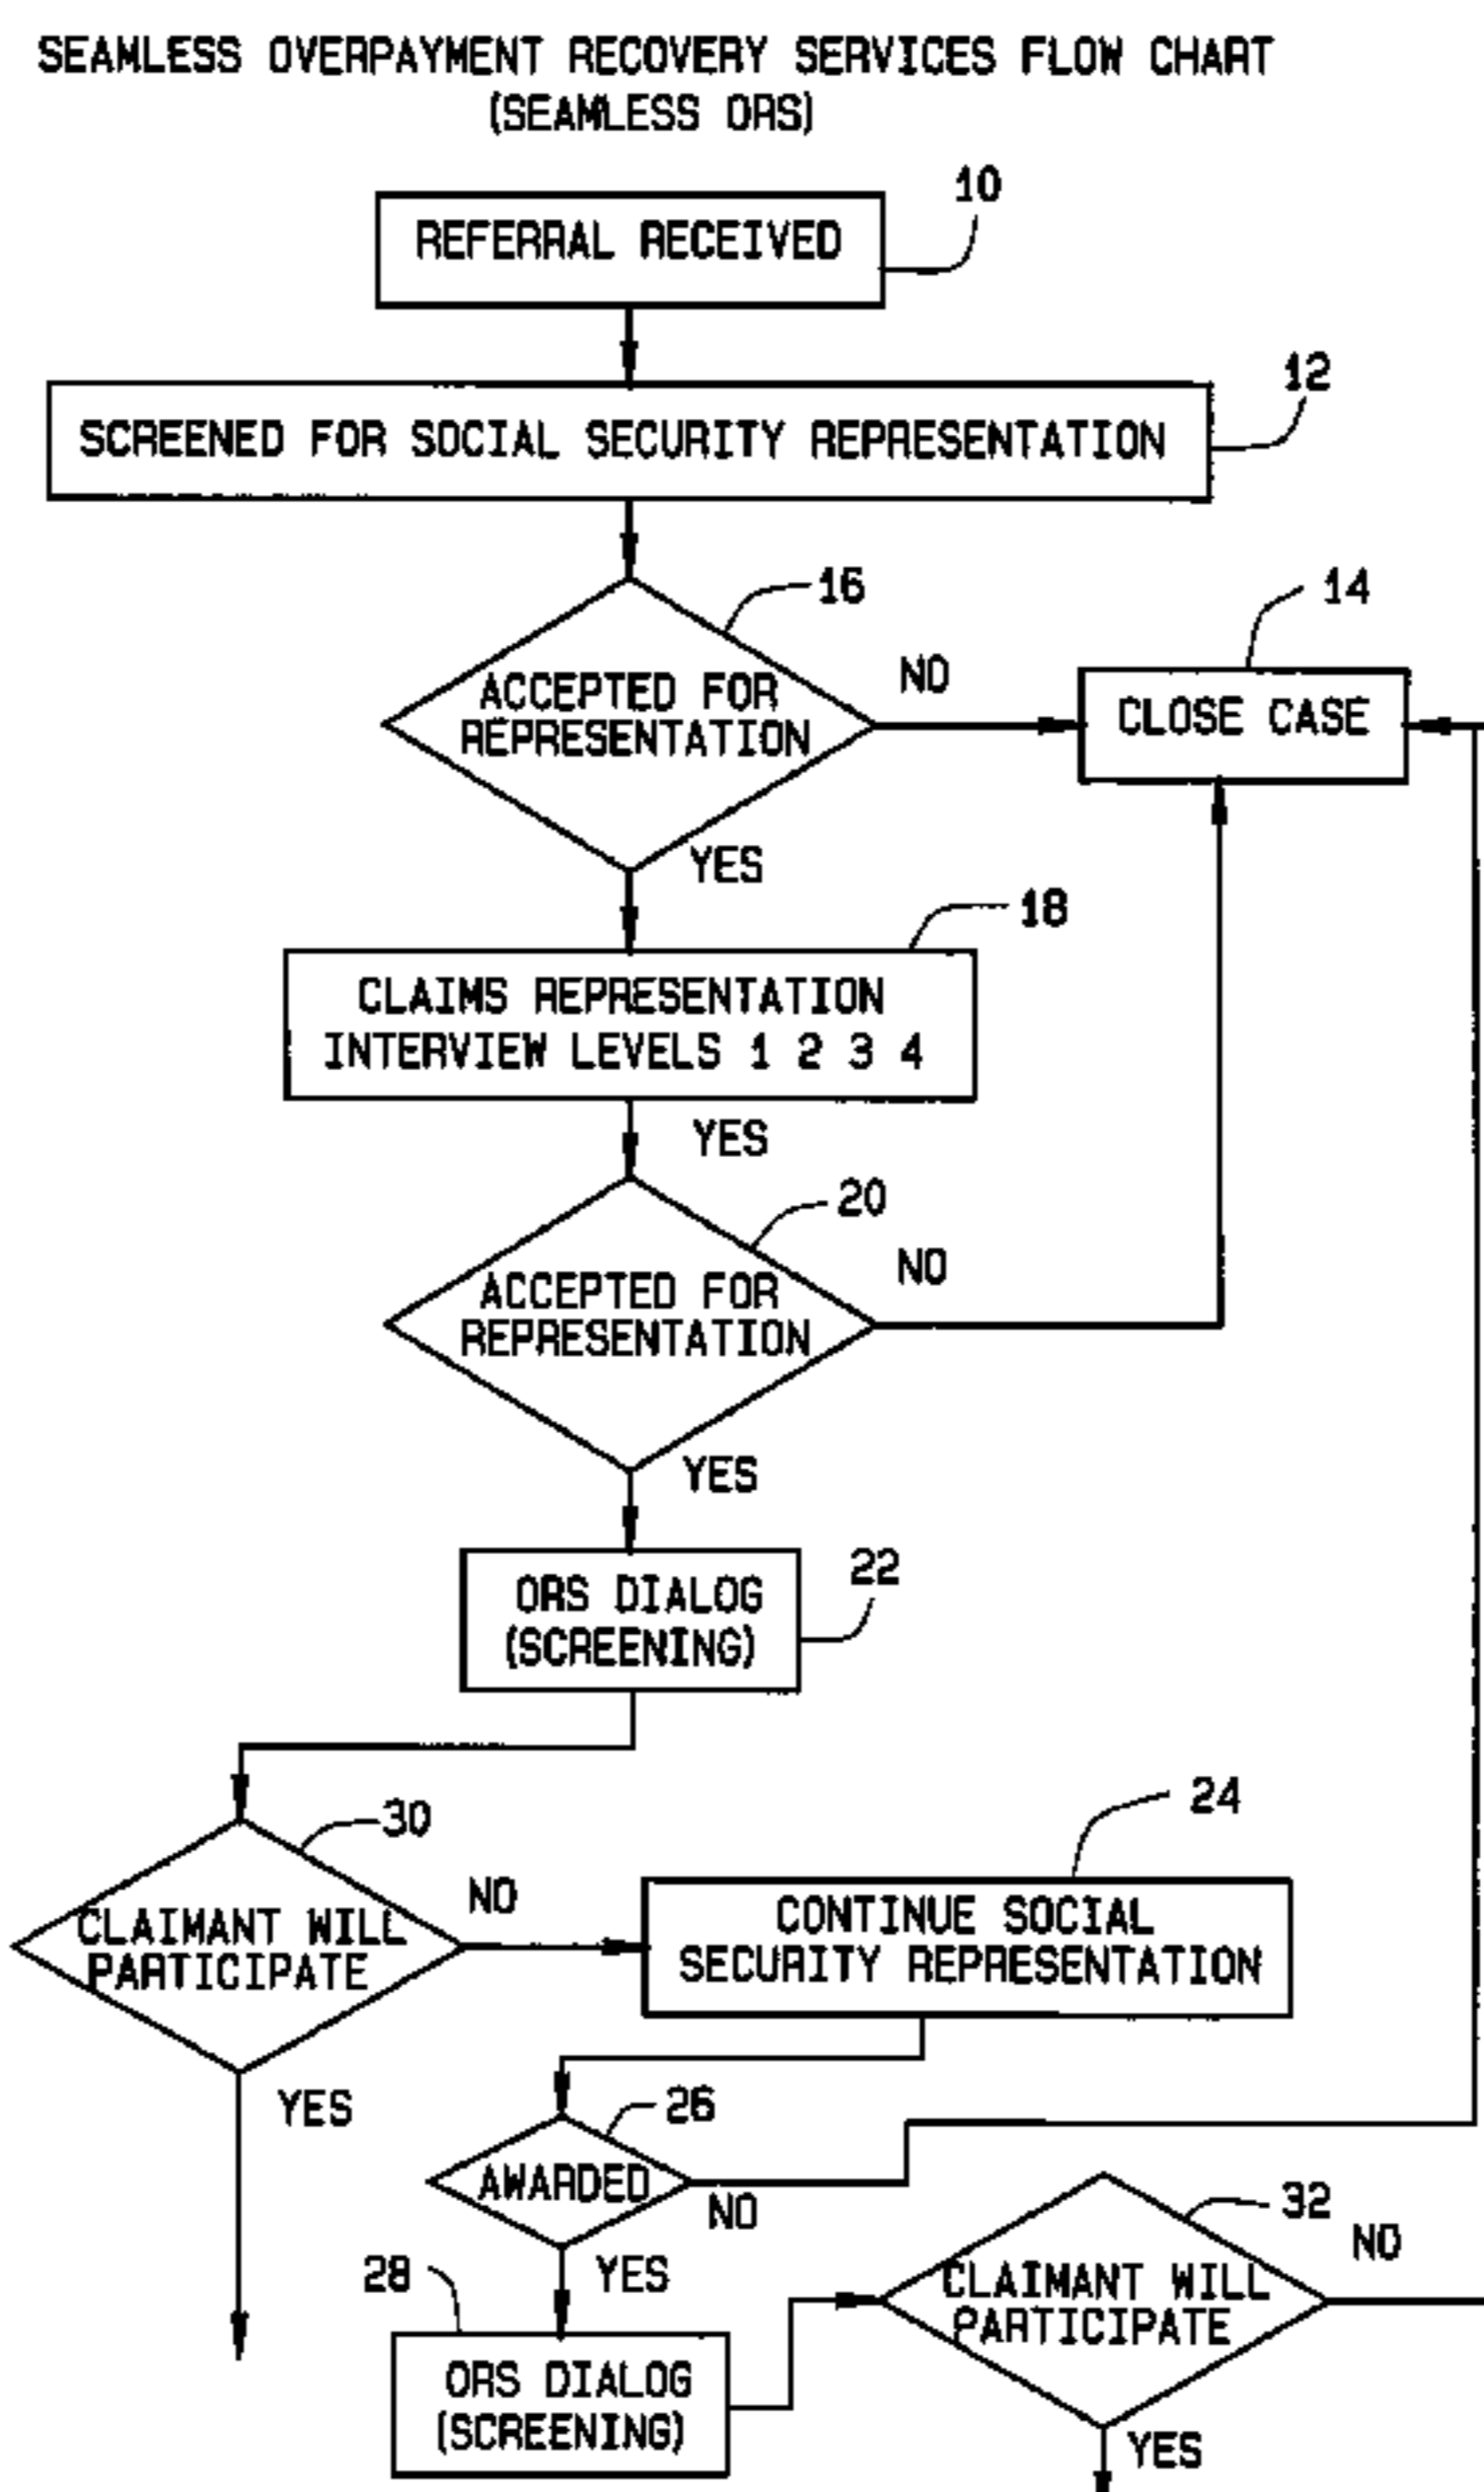 SEAMLESS OVERPAYMENT RECOVERY SERVICES FLOW CHART
(SEAMLESS ORS)
10
REFERRAL RECEIVED
12
SCREENED FOR SOCIAL SECURITY REPRESENTATION
16
14
ACCEPTED FOR
REPRESENTATION
NO
CLOSE CASE
YES
18
CLAIMS REPRESENTATION
INTERVIEW LEVELS 1 2 3 4
YES
20
ACCEPTED FOR
REPRESENTATION
NO
YES
22
ORS DIALOG
(SCREENING)
30
24
CLAIMANT WILL
PARTICIPATE
NO
CONTINUE SOCIAL
SECURITY REPRESENTATION
YES
26
AWARDED
NO
32
NO
28
YES
CLAIMANT WILL
PARTICIPATE
ORS DIALOG
(SCREENING)
YES